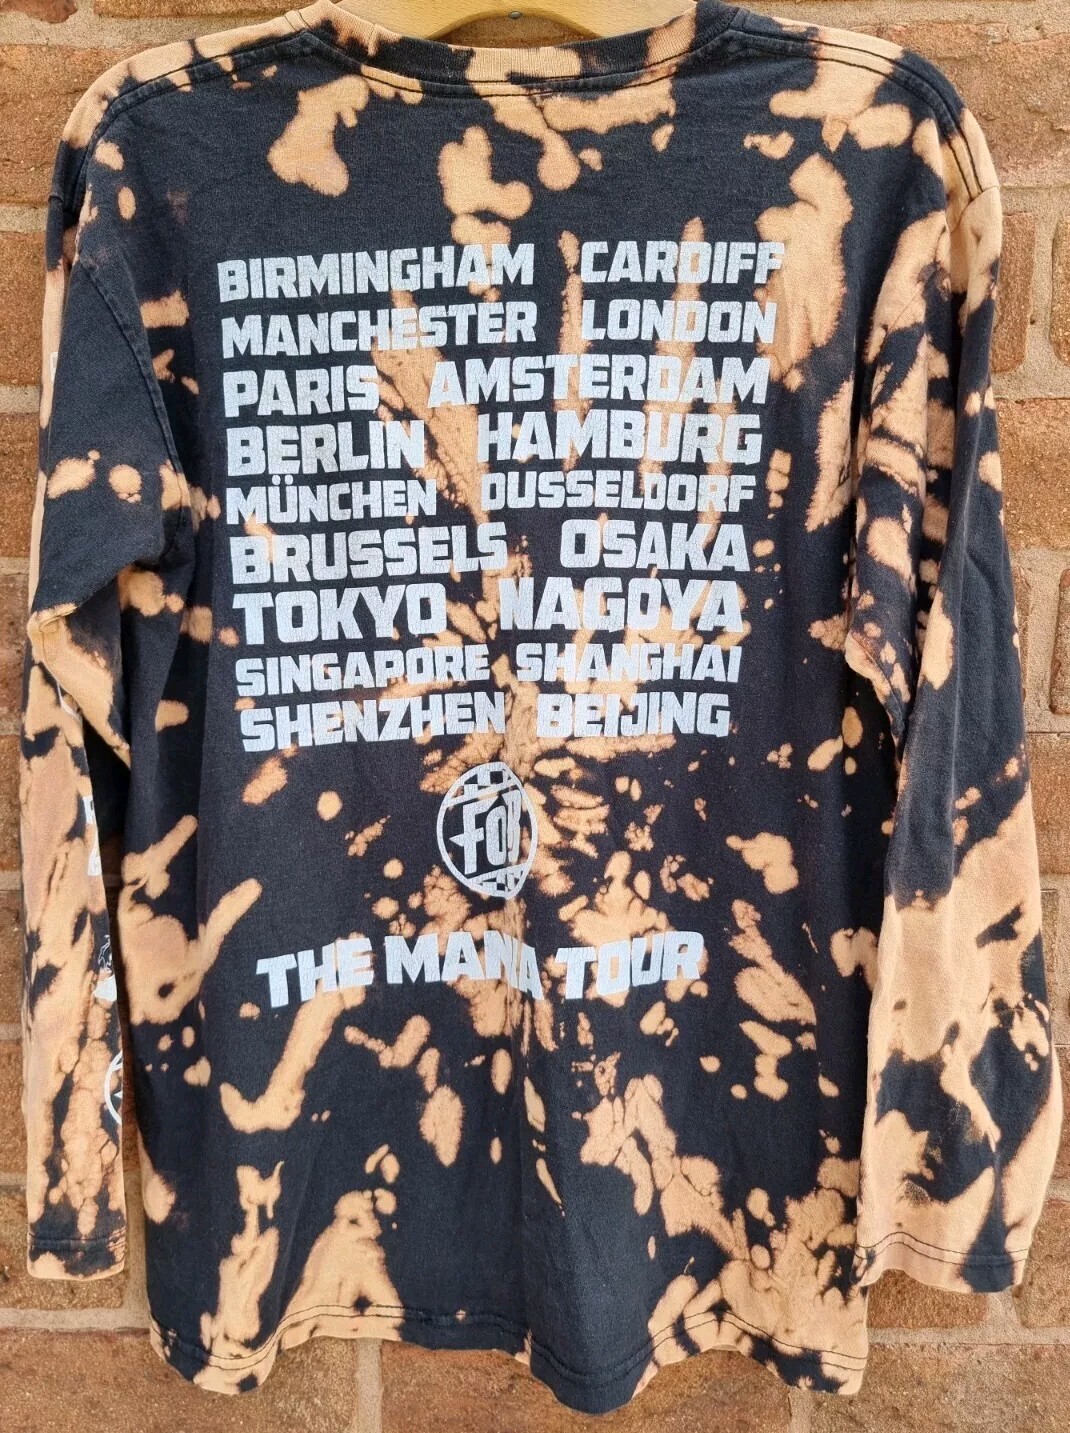 BIRMINGHAM CARDIFF
MANCHESTER LONDON
PARIS AMSTERDAM
BERLIN HAMBURG
MÜNCHEN DUSSELDORF
BRUSSELS OSAKA
TOKYO NAGOYA
SINGAPORE SHANGHAI
SHENZHEN BEIJING
FOB
THE MANIA TOUR